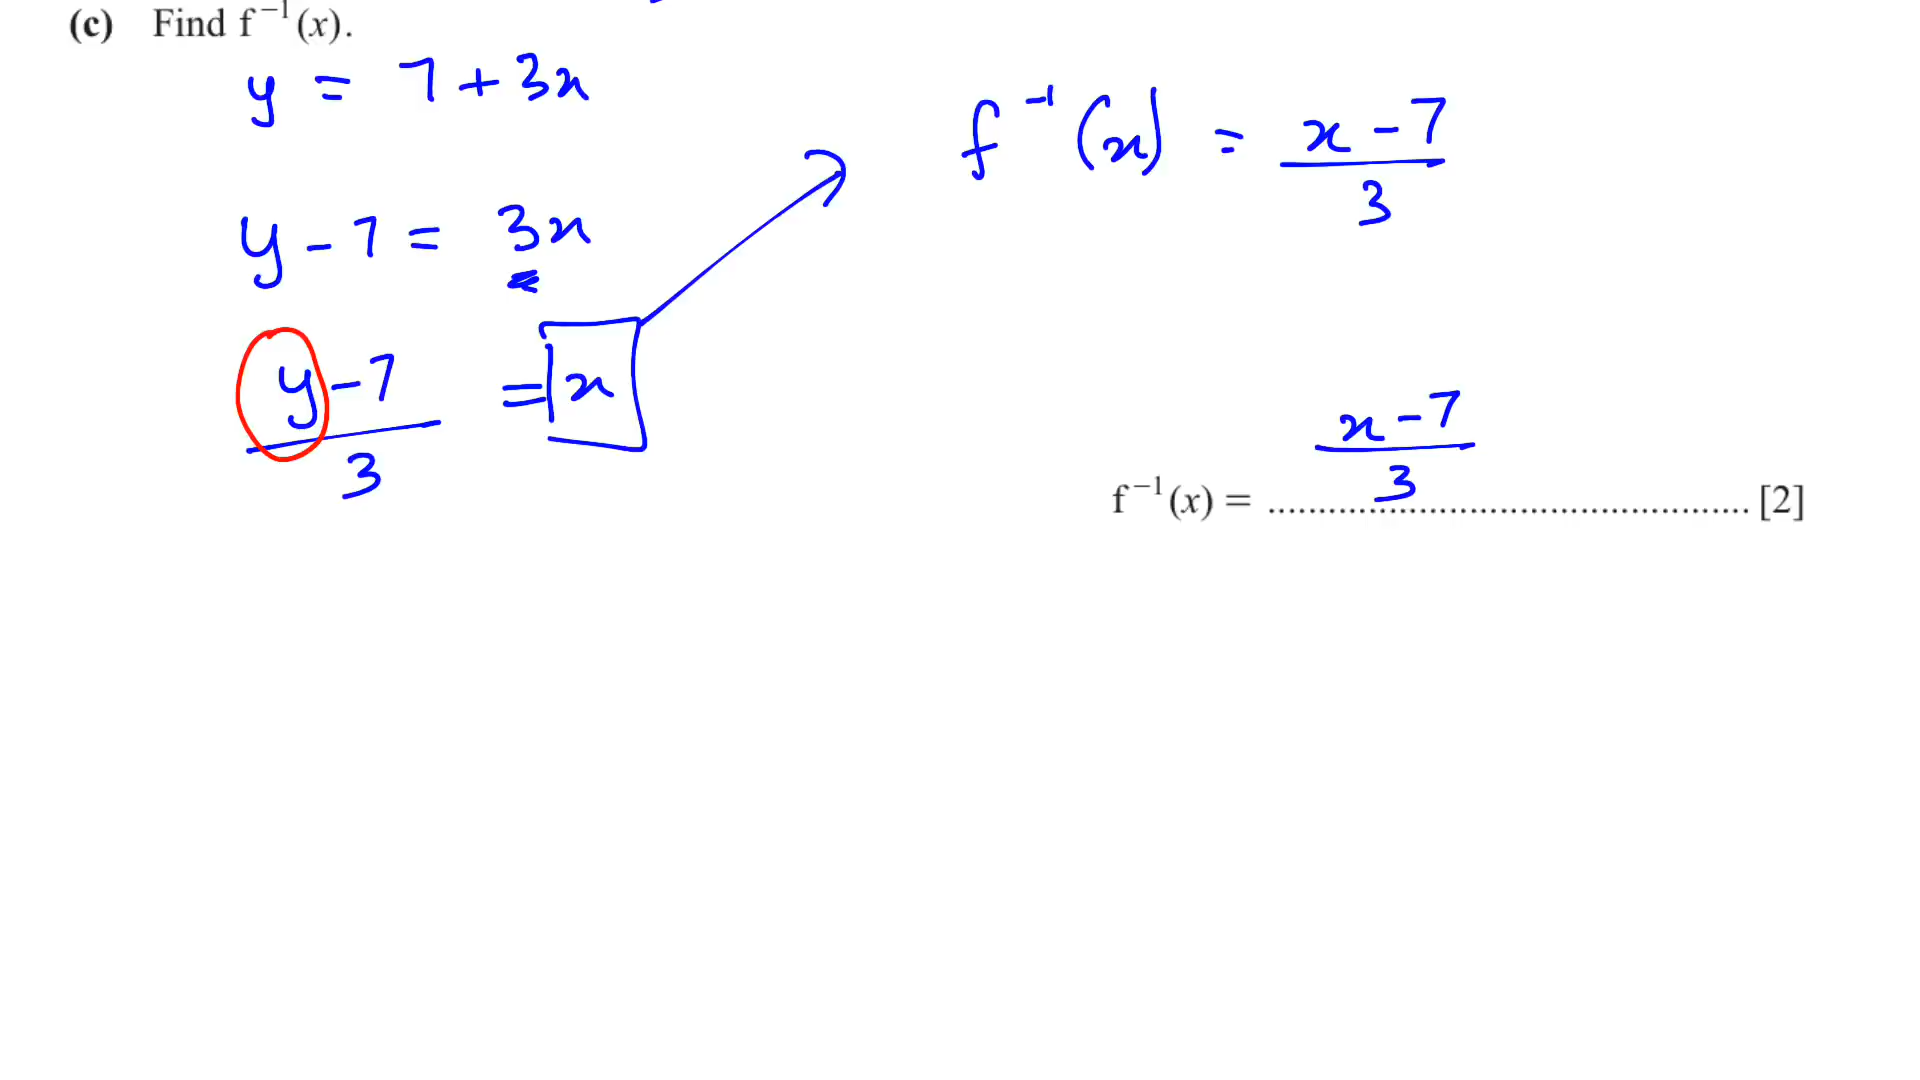 (c) Find f⁻¹(x).
y = 7 + 3x
y - 7 = 3x
y - 7 / 3 = x
f⁻¹(x) = x - 7 / 3
x - 7 / 3
f⁻¹(x) = ................................................ [2]